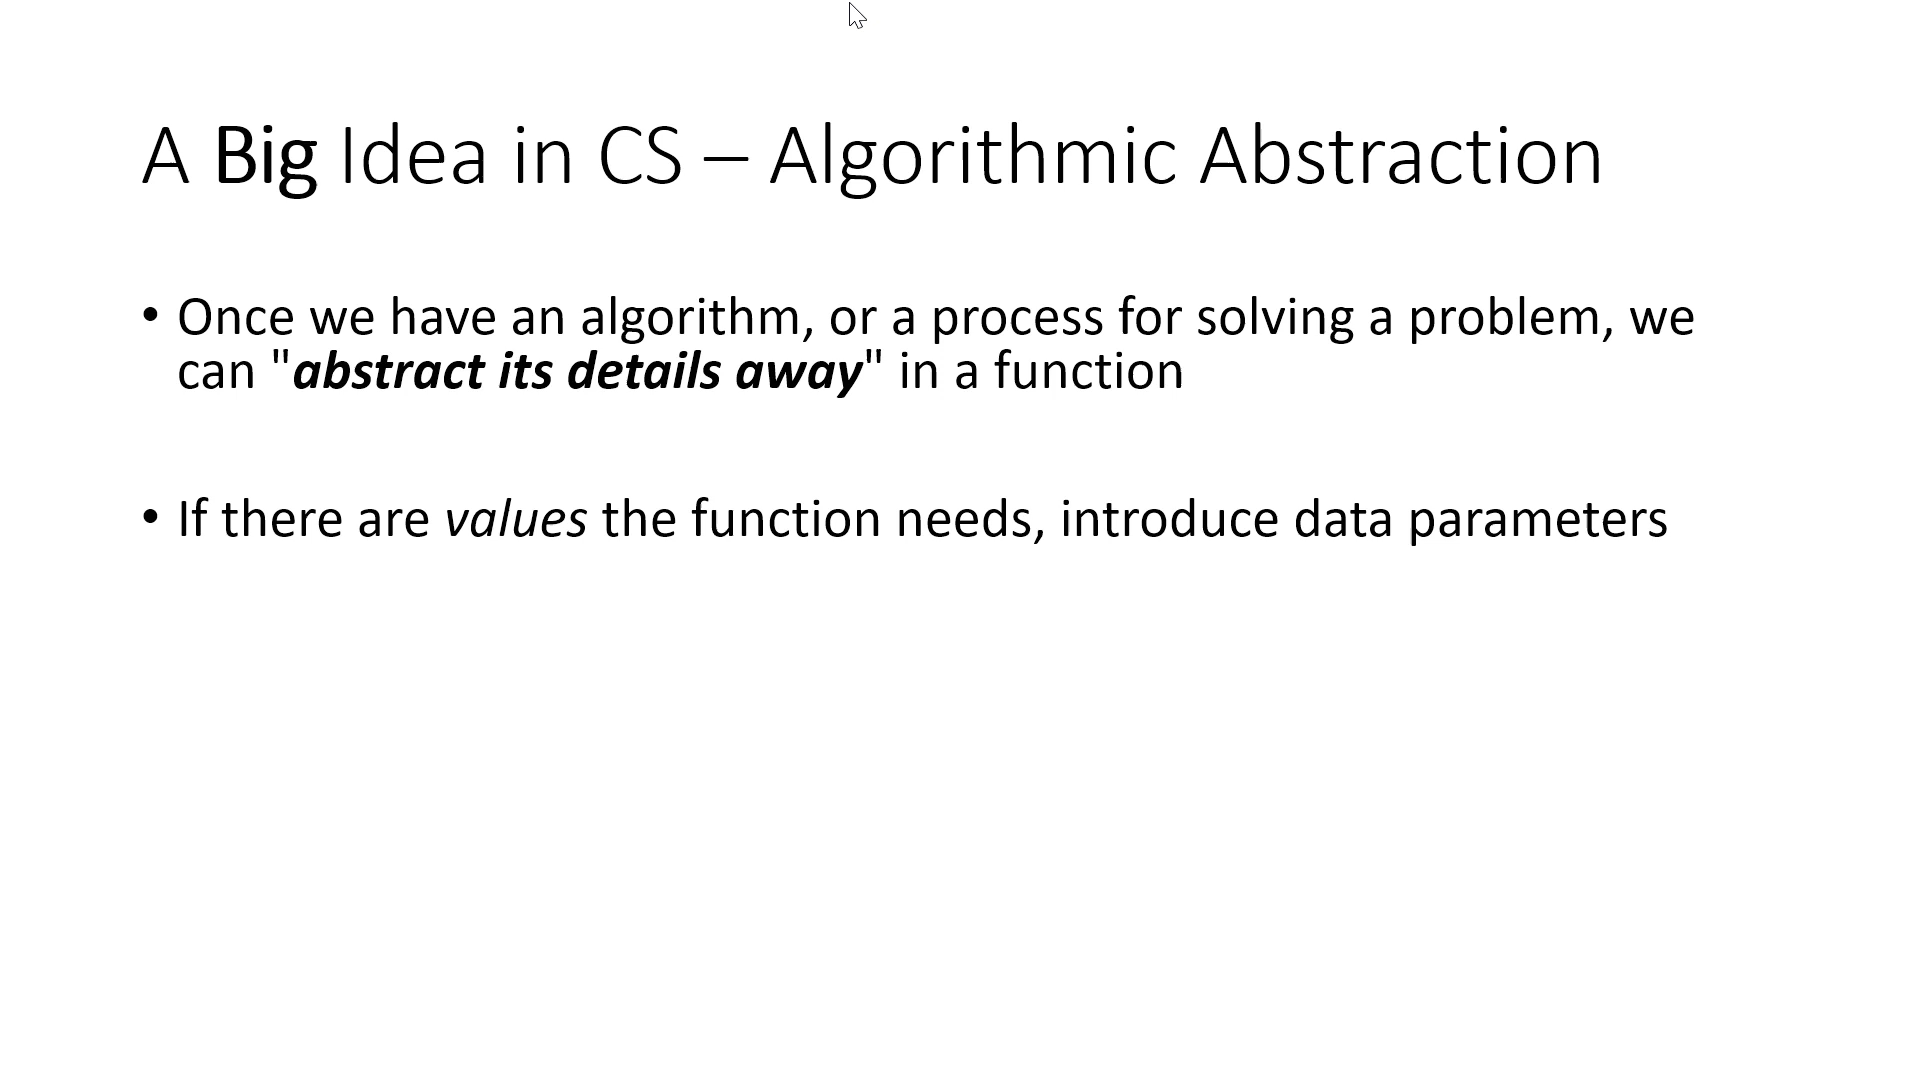 A Big Idea in CS – Algorithmic Abstraction
• Once we have an algorithm, or a process for solving a problem, we
can "abstract its details away" in a function
• If there are values the function needs, introduce data parameters